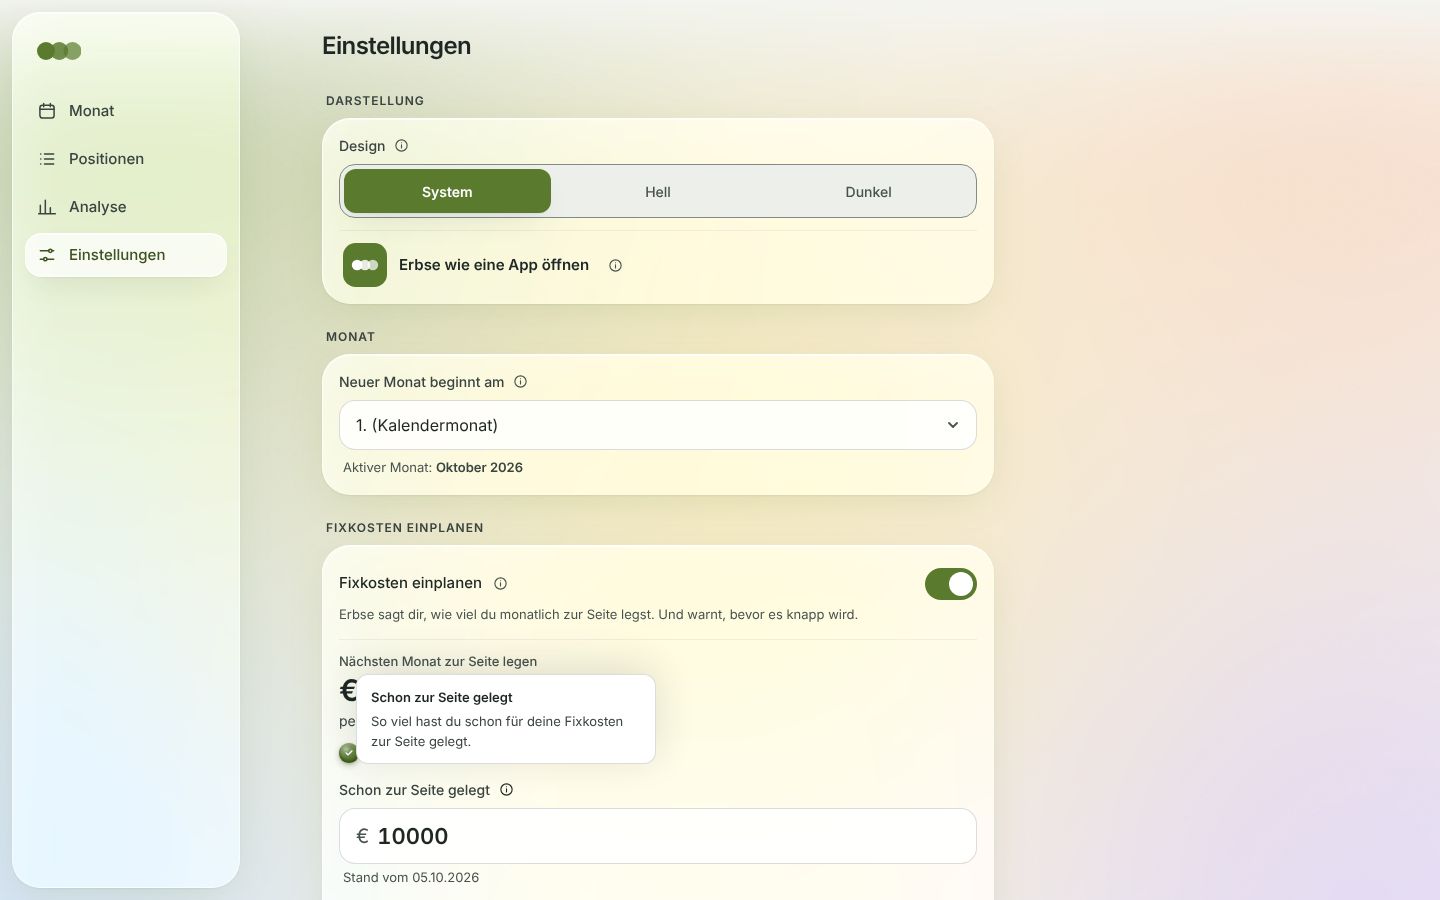 Einstellungen
Monat
Positionen
Analyse
Einstellungen
DARSTELLUNG
Design
System
Hell
Dunkel
Erbse wie eine App öffnen
MONAT
Neuer Monat beginnt am
1. (Kalendermonat)
Aktiver Monat: Oktober 2026
FIXKOSTEN EINPLANEN
Fixkosten einplanen
Erbse sagt dir, wie viel du monatlich zur Seite legst. Und warnt, bevor es knapp wird.
Nächsten Monat zur Seite legen
€
Schon zur Seite gelegt
So viel hast du schon für deine Fixkosten
zur Seite gelegt.
Schon zur Seite gelegt
€ 10000
Stand vom 05.10.2026